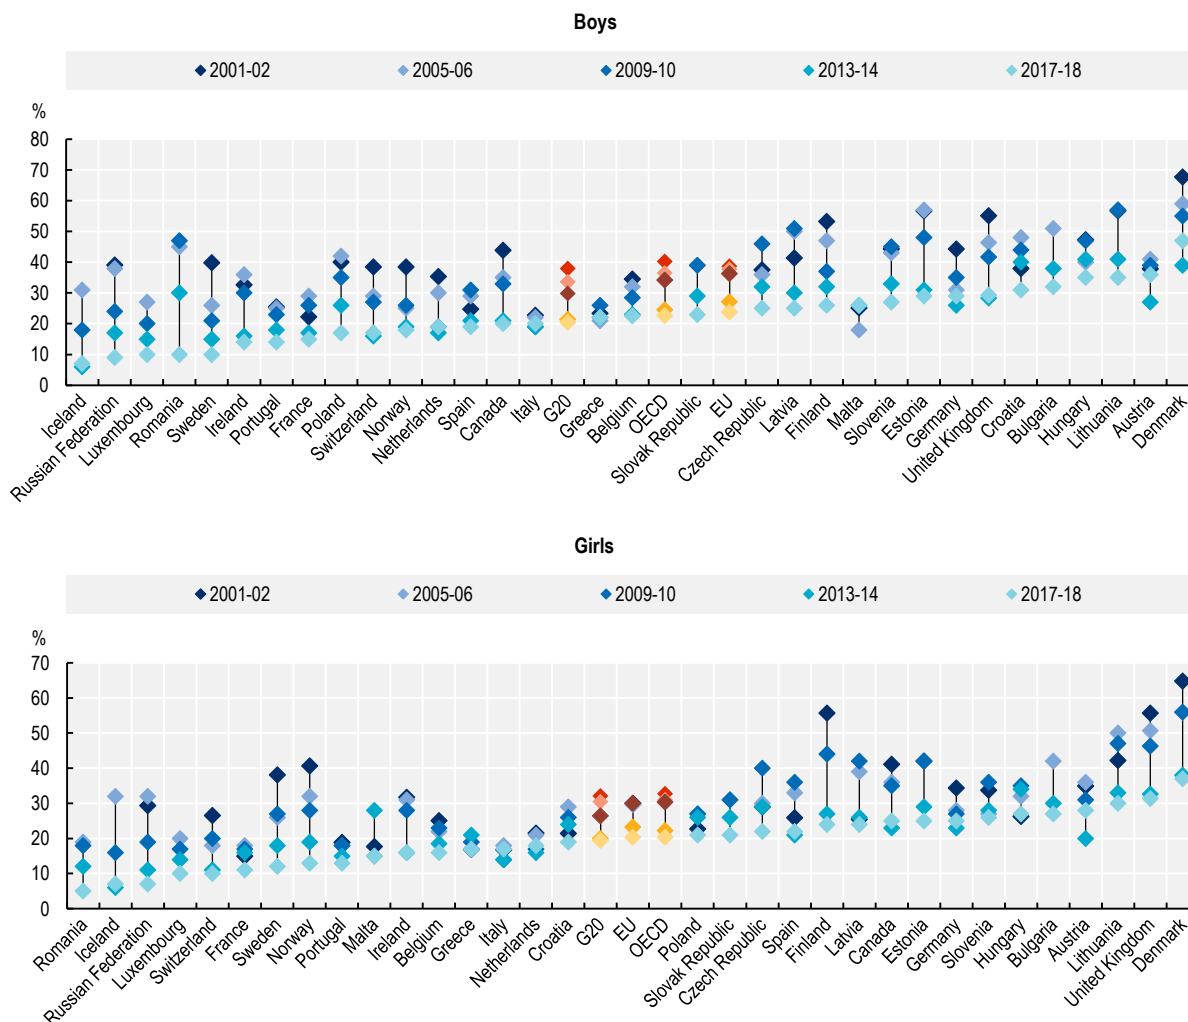 Boys
2001-02 2005-06 2009-10 2013-14 2017-18
%
80
70
60
50
40
30
20
10
0
Iceland
Russian Federation
Luxembourg
Romania
Sweden
Ireland
Portugal
France
Poland
Switzerland
Norway
Netherlands
Spain
Canada
Italy
G20
Greece
Belgium
OECD
Slovak Republic
EU
Czech Republic
Latvia
Finland
Malta
Slovenia
Estonia
Germany
United Kingdom
Croatia
Bulgaria
Hungary
Lithuania
Austria
Denmark
Girls
2001-02 2005-06 2009-10 2013-14 2017-18
%
70
60
50
40
30
20
10
0
Romania
Iceland
Russian Federation
Luxembourg
Switzerland
France
Sweden
Norway
Portugal
Malta
Ireland
Belgium
Greece
Italy
Netherlands
Croatia
G20
EU
OECD
Poland
Slovak Republic
Czech Republic
Spain
Finland
Latvia
Canada
Estonia
Germany
Slovenia
Hungary
Bulgaria
Austria
Lithuania
United Kingdom
Denmark